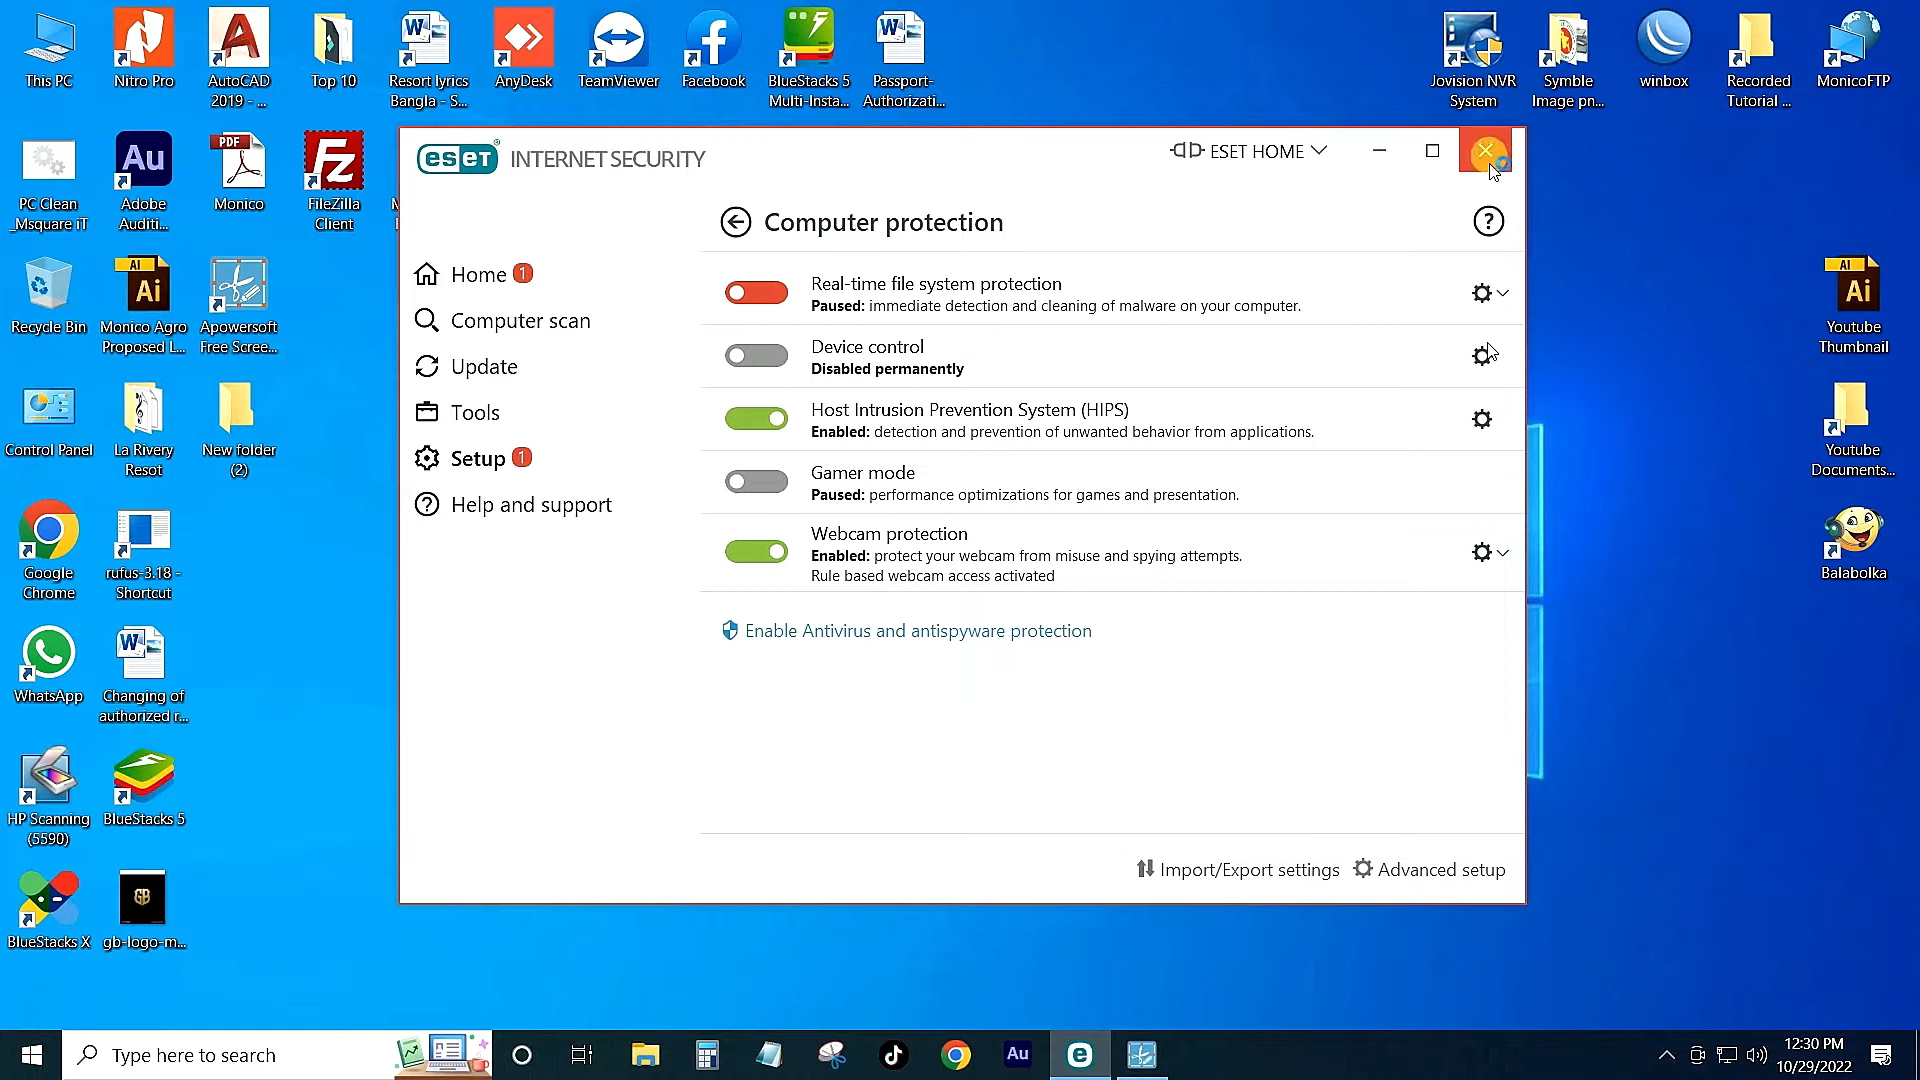 This PC
Nitro Pro
AutoCAD
2019 - ...
Top 10
Resort lyrics
Bangla - S...
AnyDesk
TeamViewer
Facebook
BlueStacks 5
Multi-Insta...
Passport-
Authorizati...
Jovision NVR
System
Symble
Image pn...
winbox
Recorded
Tutorial ...
MonicoFTP
PC Clean
_Msquare iT
Adobe
Auditi...
Monico
FileZilla
Client
Recycle Bin
Monico Agro
Proposed L...
Apowersoft
Free Scree...
Control Panel
La Rivery
Resot
New folder
(2)
Google
Chrome
rufus-3.18 -
Shortcut
WhatsApp
Changing of
authorized r...
HP Scanning
(5590)
BlueStacks 5
BlueStacks X
gb-logo-m...
Youtube
Thumbnail
Youtube
Documents...
Balabolka
eset INTERNET SECURITY
ESET HOME
Computer protection
Home 1
Computer scan
Update
Tools
Setup 1
Help and support
Real-time file system protection
Paused: immediate detection and cleaning of malware on your computer.
Device control
Disabled permanently
Host Intrusion Prevention System (HIPS)
Enabled: detection and prevention of unwanted behavior from applications.
Gamer mode
Paused: performance optimizations for games and presentation.
Webcam protection
Enabled: protect your webcam from misuse and spying attempts.
Rule based webcam access activated
Enable Antivirus and antispyware protection
Import/Export settings
Advanced setup
Type here to search
12:30 PM
10/29/2022